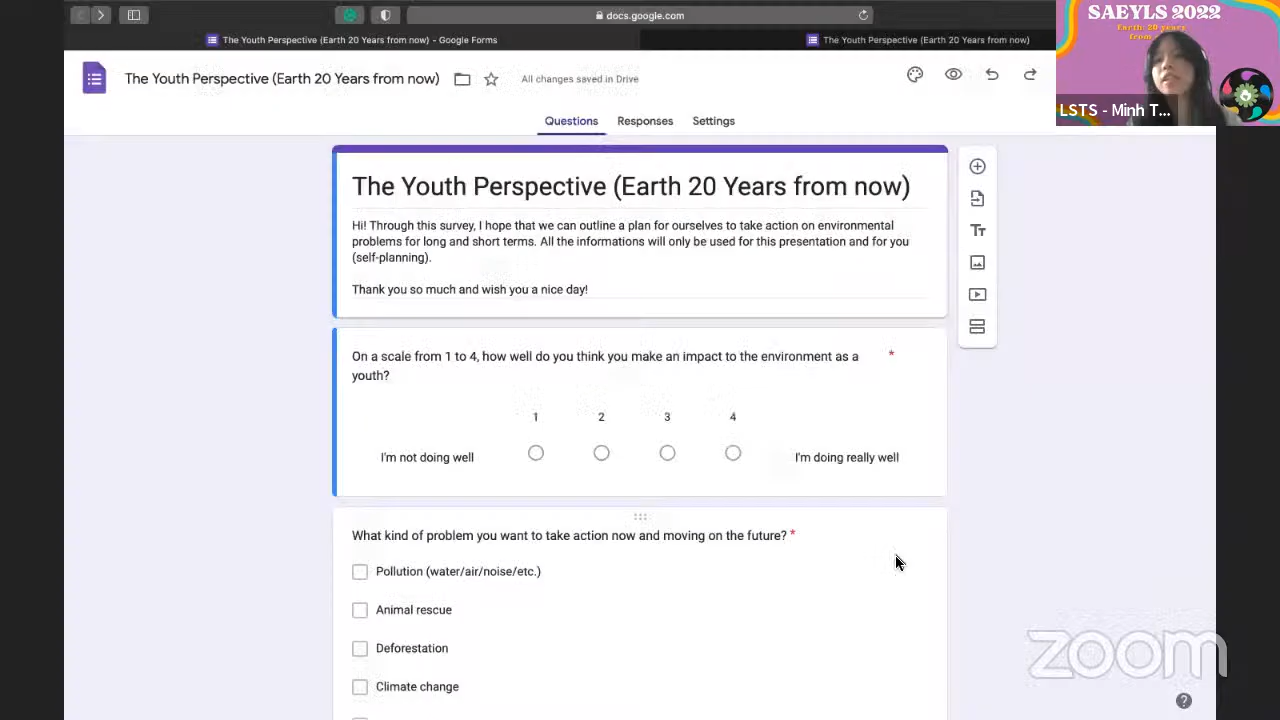 docs.google.com
The Youth Perspective (Earth 20 Years from now) - Google Forms
The Youth Perspective (Earth 20 Years from now)
SAEYLS 2022
Earth: 20 years
from
LSTS - Minh T...
The Youth Perspective (Earth 20 Years from now)
All changes saved in Drive
Questions
Responses
Settings
The Youth Perspective (Earth 20 Years from now)
Hi! Through this survey, I hope that we can outline a plan for ourselves to take action on environmental
problems for long and short terms. All the informations will only be used for this presentation and for you
(self-planning).
Thank you so much and wish you a nice day!
On a scale from 1 to 4, how well do you think you make an impact to the environment as a *
youth?
1 2 3 4
I'm not doing well
I'm doing really well
What kind of problem you want to take action now and moving on the future? *
Pollution (water/air/noise/etc.)
Animal rescue
Deforestation
Climate change
Tт
zoom
?